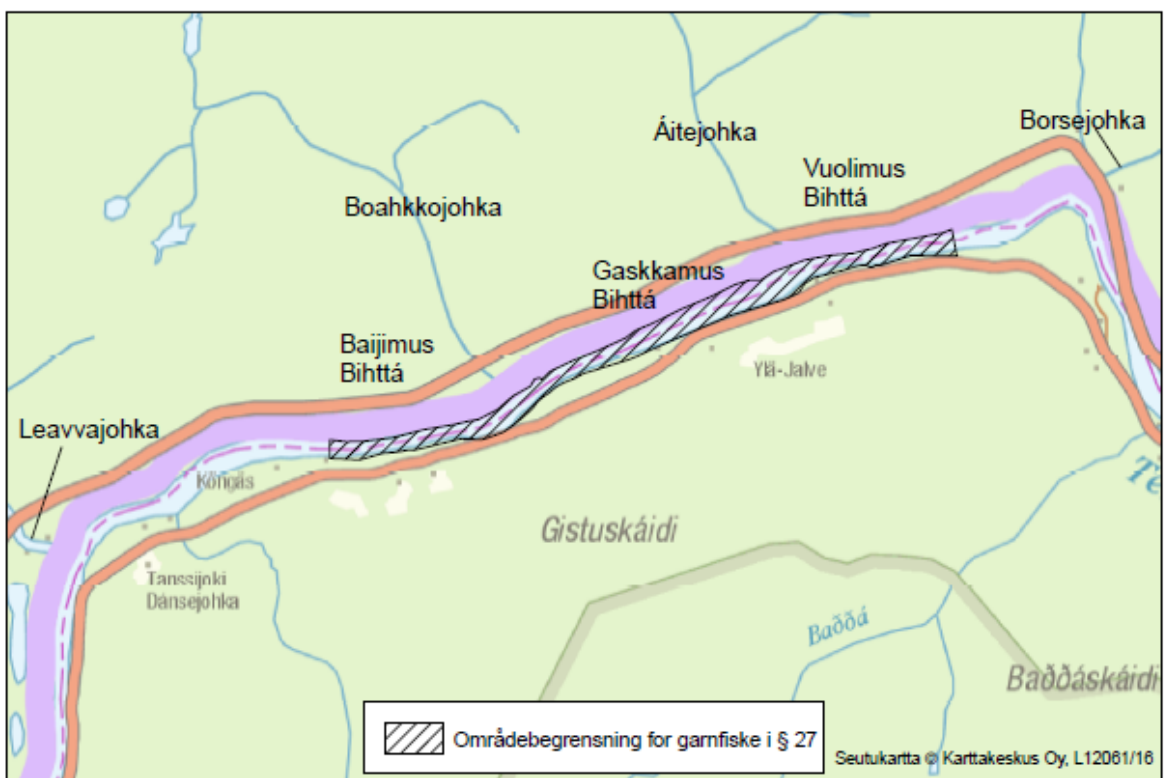 Borsejohka
Áitejohka
Vuolimus
Bihttá
Boahkkojohka
Gaskkamus
Bihttá
Baijimus
Bihttá
Ylä-Jalve
Leavvajohka
Köngäs
Te
Gistuskáidi
Tanssijoki
Dánsejohka
Baððá
Baððáskáidi
Områdebegrensning for garnfiske i § 27
Seutukartta © Karttakeskus Oy, L12061/16